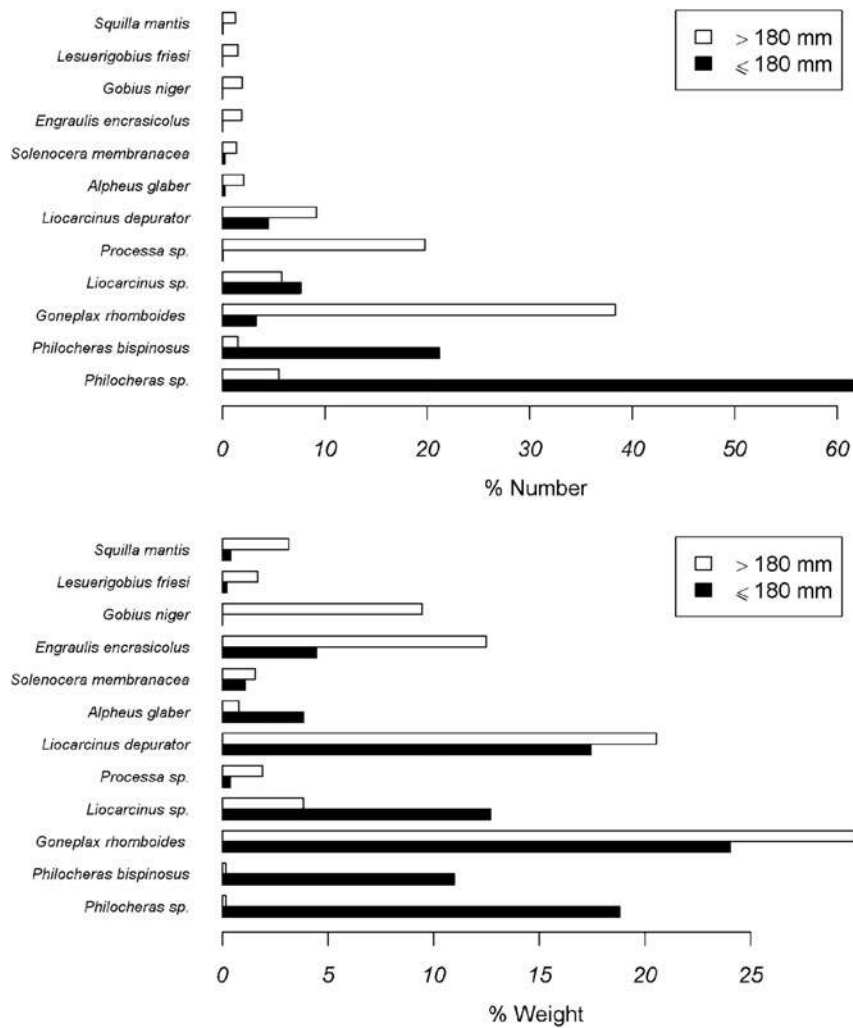 > 180 mm
⩽ 180 mm
Squilla mantis
Lesuerigobius friesi
Gobius niger
Engraulis encrasicolus
Solenocera membranacea
Alpheus glaber
Liocarcinus depurator
Processa sp.
Liocarcinus sp.
Goneplax rhomboides
Philocheras bispinosus
Philocheras sp.
0 10 20 30 40 50 60
% Number
> 180 mm
⩽ 180 mm
Squilla mantis
Lesuerigobius friesi
Gobius niger
Engraulis encrasicolus
Solenocera membranacea
Alpheus glaber
Liocarcinus depurator
Processa sp.
Liocarcinus sp.
Goneplax rhomboides
Philocheras bispinosus
Philocheras sp.
0 5 10 15 20 25
% Weight